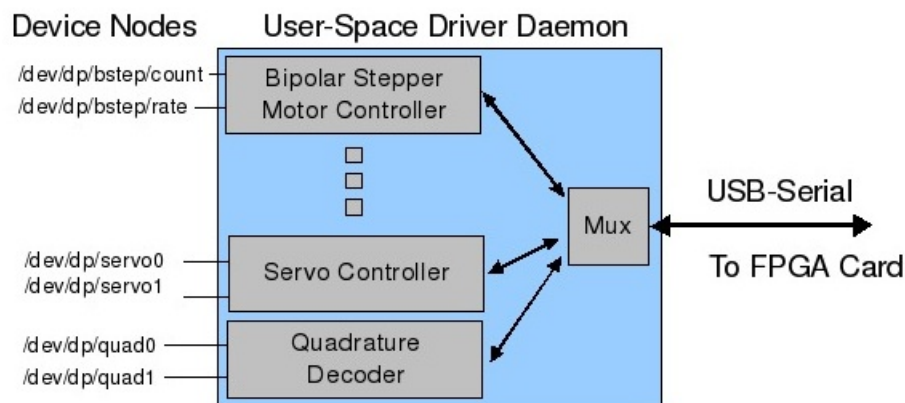 Device Nodes
User-Space Driver Daemon
/dev/dp/bstep/count
/dev/dp/bstep/rate
Bipolar Stepper
Motor Controller
/dev/dp/servo0
/dev/dp/servo1
Servo Controller
/dev/dp/quad0
/dev/dp/quad1
Quadrature
Decoder
Mux
USB-Serial
To FPGA Card